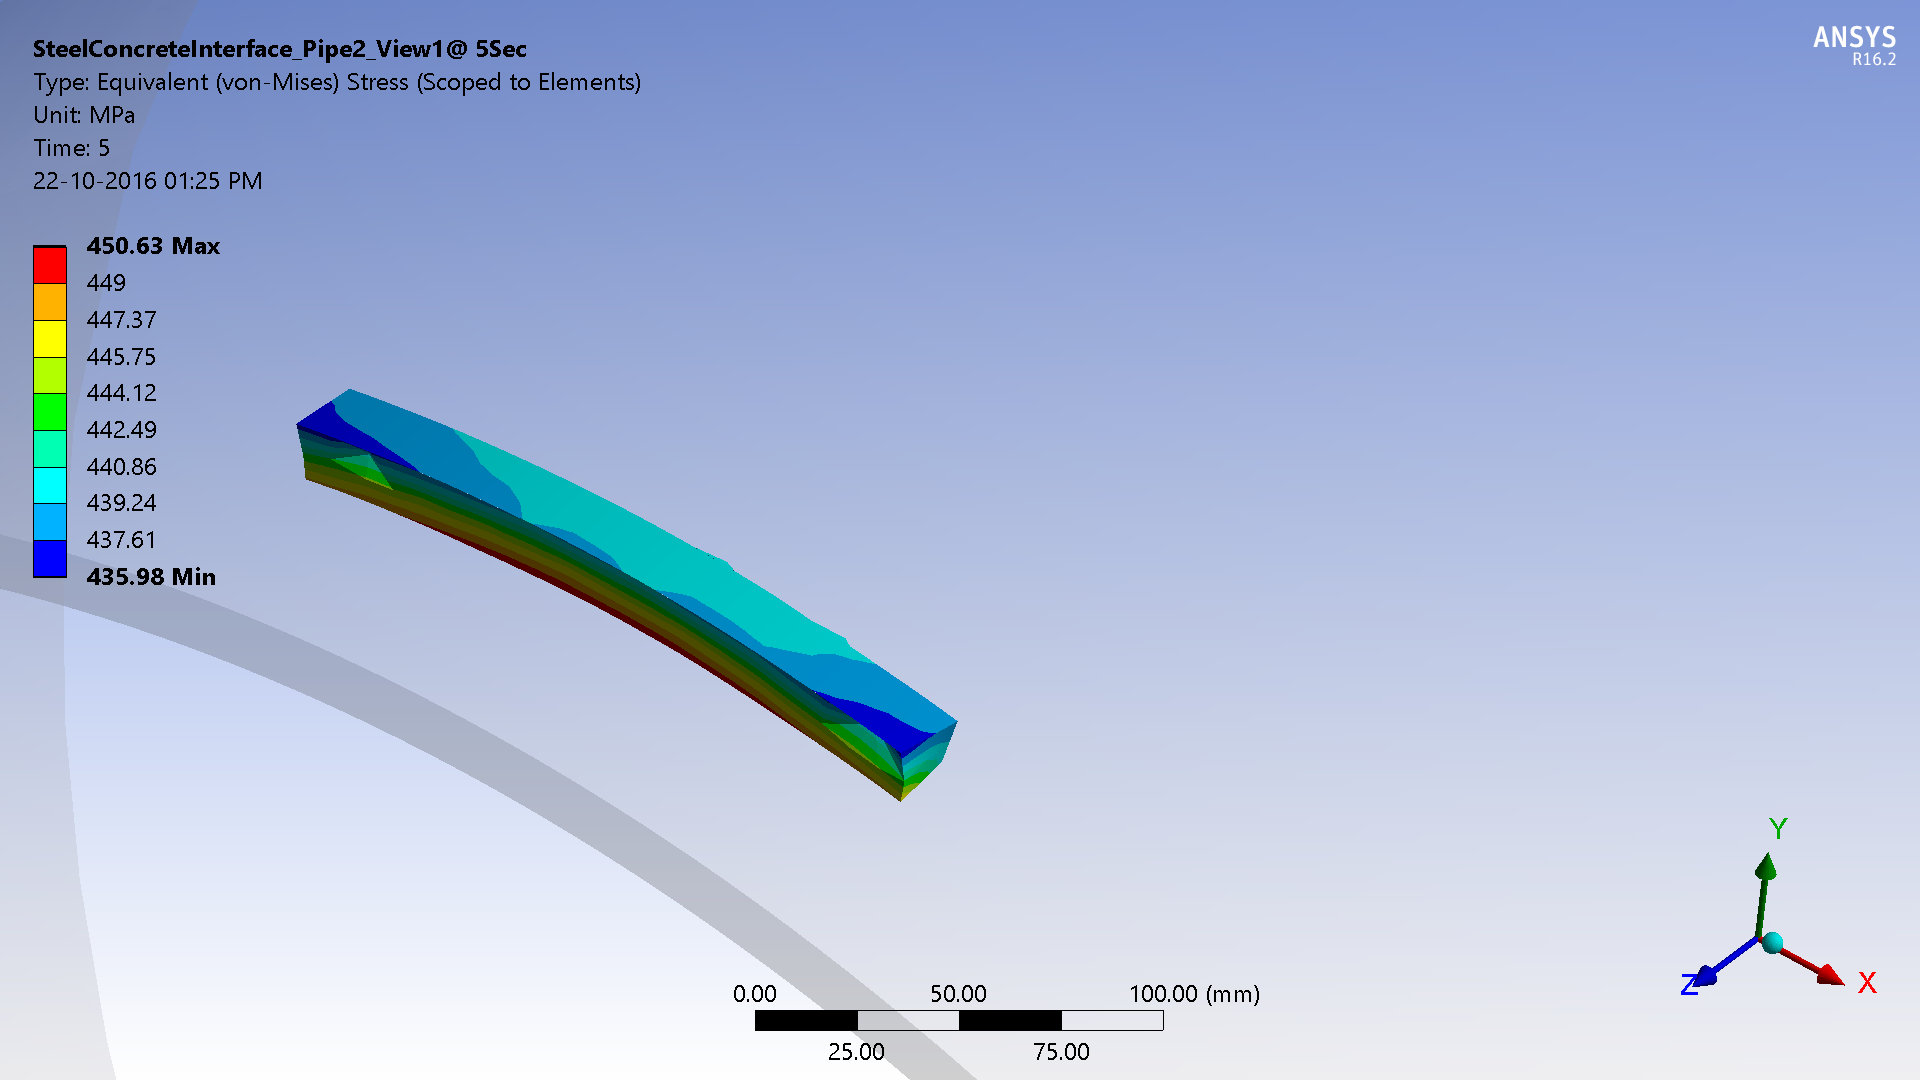 SteelConcreteInterface_Pipe2_View1@ 5Sec
Type: Equivalent (von-Mises) Stress (Scoped to Elements)
Unit: MPa
Time: 5
22-10-2016 01:25 PM
ANSYS
R16.2
450.63 Max
449
447.37
445.75
444.12
442.49
440.86
439.24
437.61
435.98 Min
Y
Z
X
0.00 50.00 100.00 (mm)
25.00 75.00